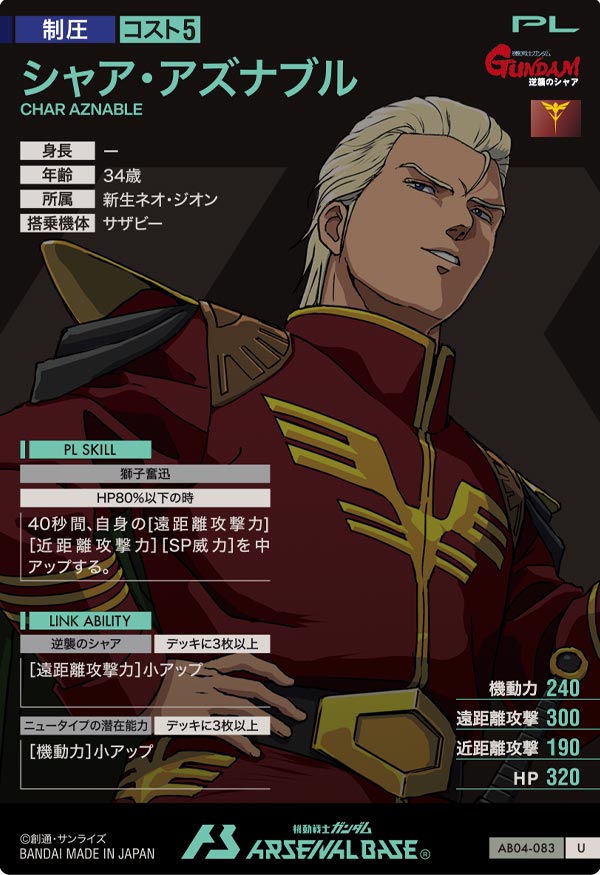 制圧 コスト5
PL
シャア・アズナブル
CHAR AZNABLE
機動戦士ガンダム
GUNDAM
逆襲のシャア
身長 ー
年齢 34歳
所属 新生ネオ・ジオン
搭乗機体 サザビー
PL SKILL
獅子奮迅
HP80%以下の時
40秒間、自身の[遠距離攻撃力]
[近距離攻撃力][SP威力]を中
アップする。
LINK ABILITY
逆襲のシャア デッキに3枚以上
[遠距離攻撃力]小アップ
ニュータイプの潜在能力 デッキに3枚以上
[機動力]小アップ
機動力 240
遠距離攻撃 300
近距離攻撃 190
HP 320
©創通・サンライズ
BANDAI MADE IN JAPAN
機動戦士ガンダム
ARSENAL BASE®
AB04-083 U